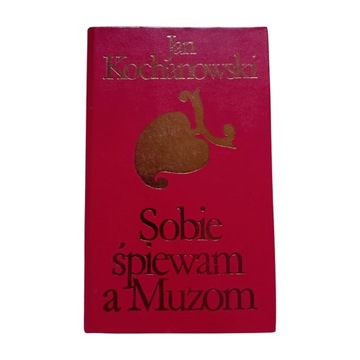 Jan
Kochanowski
Sobie
śpiewam
a Muzom